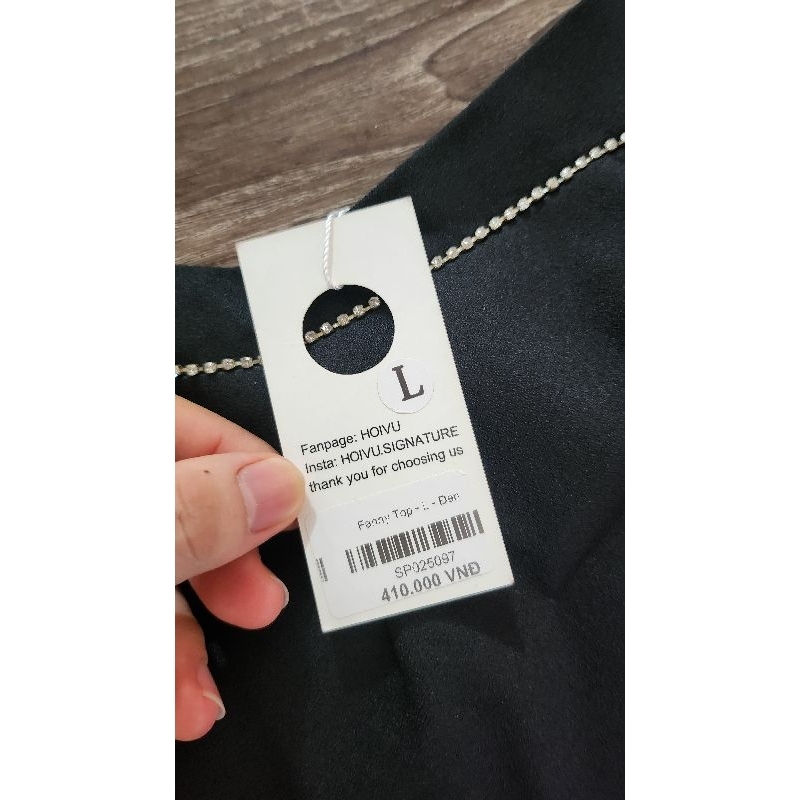 L
Fanpage: HOIVU
Insta: HOIVU.SIGNATURE
thank you for choosing us
Fanny Top - L - Đen
SP025097
410.000 VNĐ